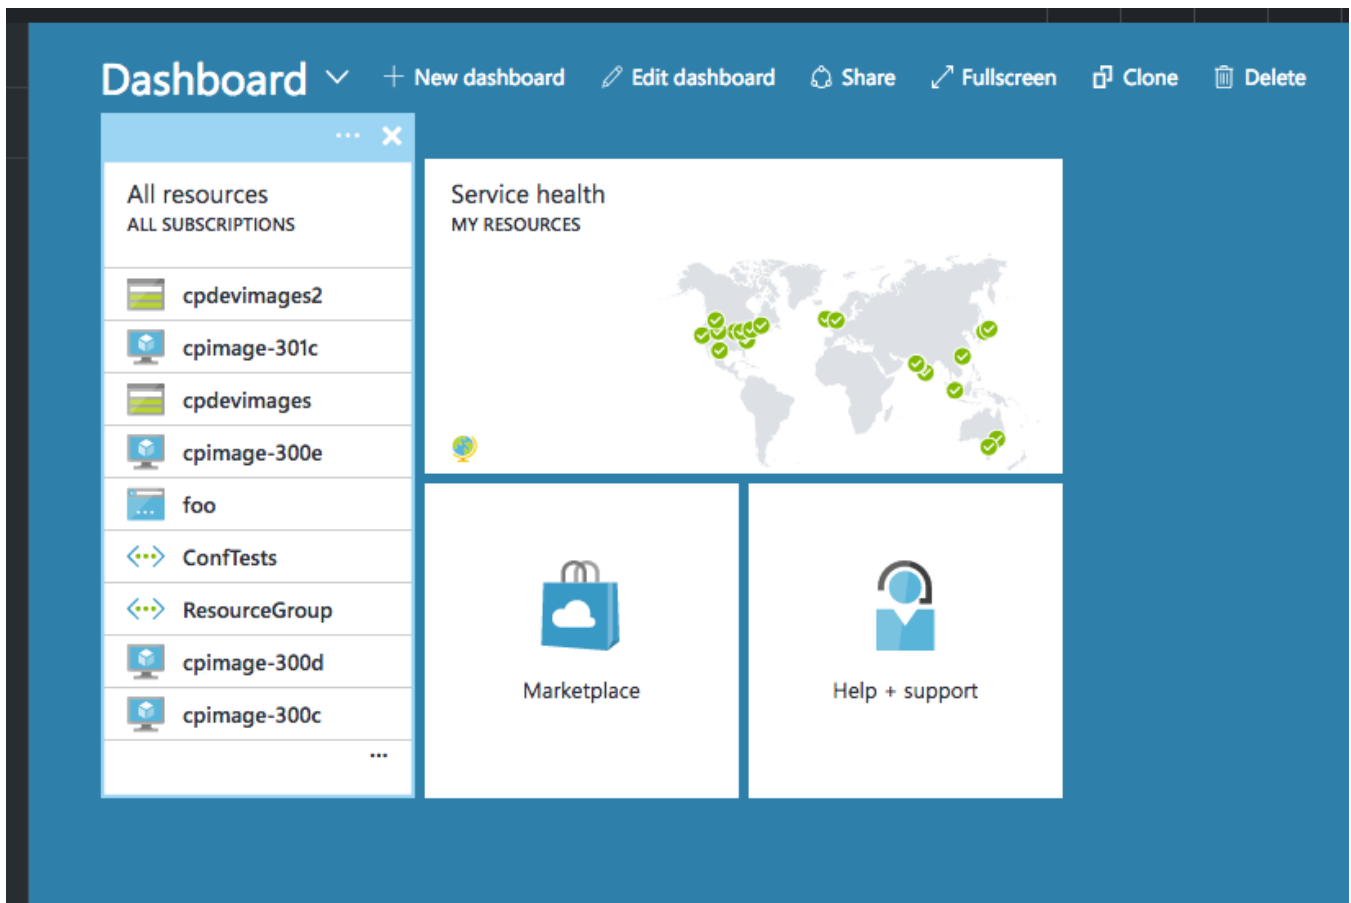 Dashboard
New dashboard
Edit dashboard
Share
Fullscreen
Clone
Delete
All resources
ALL SUBSCRIPTIONS
cpdevimages2
cpimage-301c
cpdevimages
cpimage-300e
foo
ConfTests
ResourceGroup
cpimage-300d
cpimage-300c
Service health
MY RESOURCES
Marketplace
Help + support